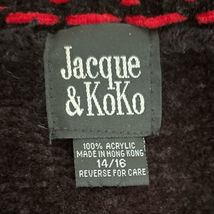 Jacque
& KoKo
100% ACRYLIC
MADE IN HONG KONG
14/16
REVERSE FOR CARE